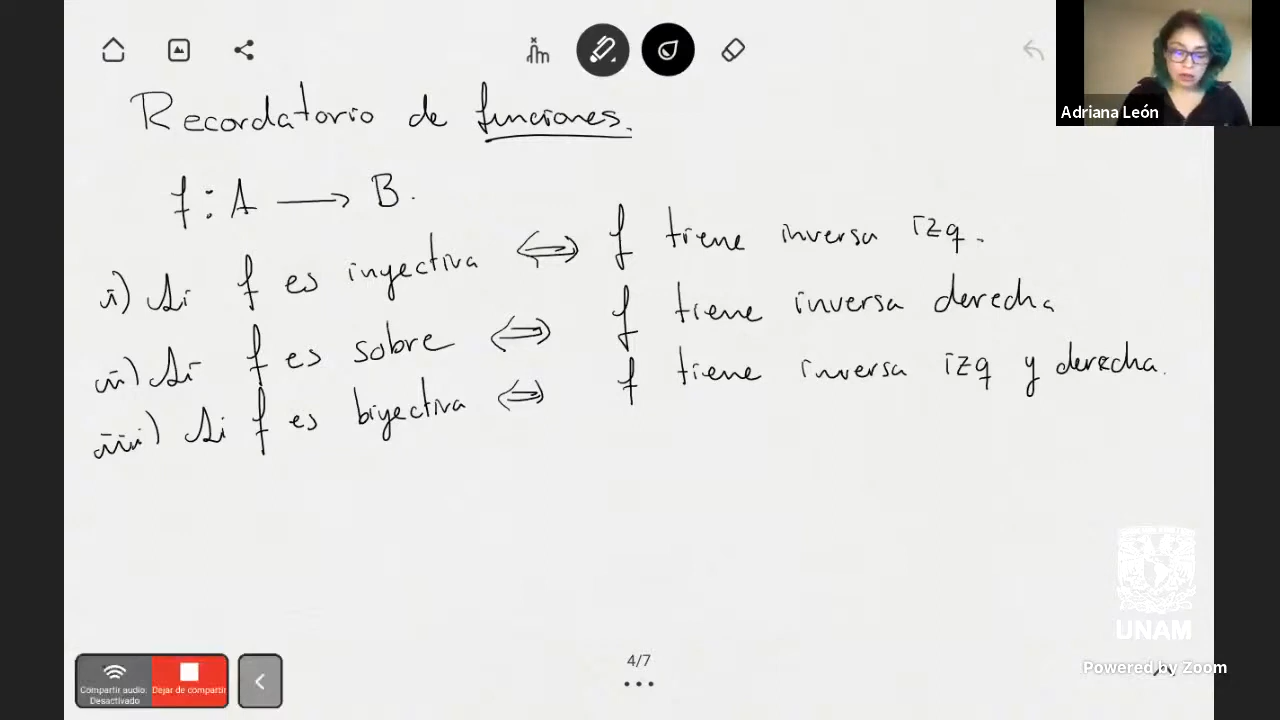 Adriana León
Recordatorio de funciones.
f : A ⟶ B.
i) Si f es inyectiva ⟺ f tiene inversa izq.
ii) Si f es sobre ⟺ f tiene inversa derecha
iii) Si f es biyectiva ⟺ f tiene inversa izq y derecha.
UNAM
4/7
Compartir audio: Desactivado
Dejar de compartir
Powered by Zoom